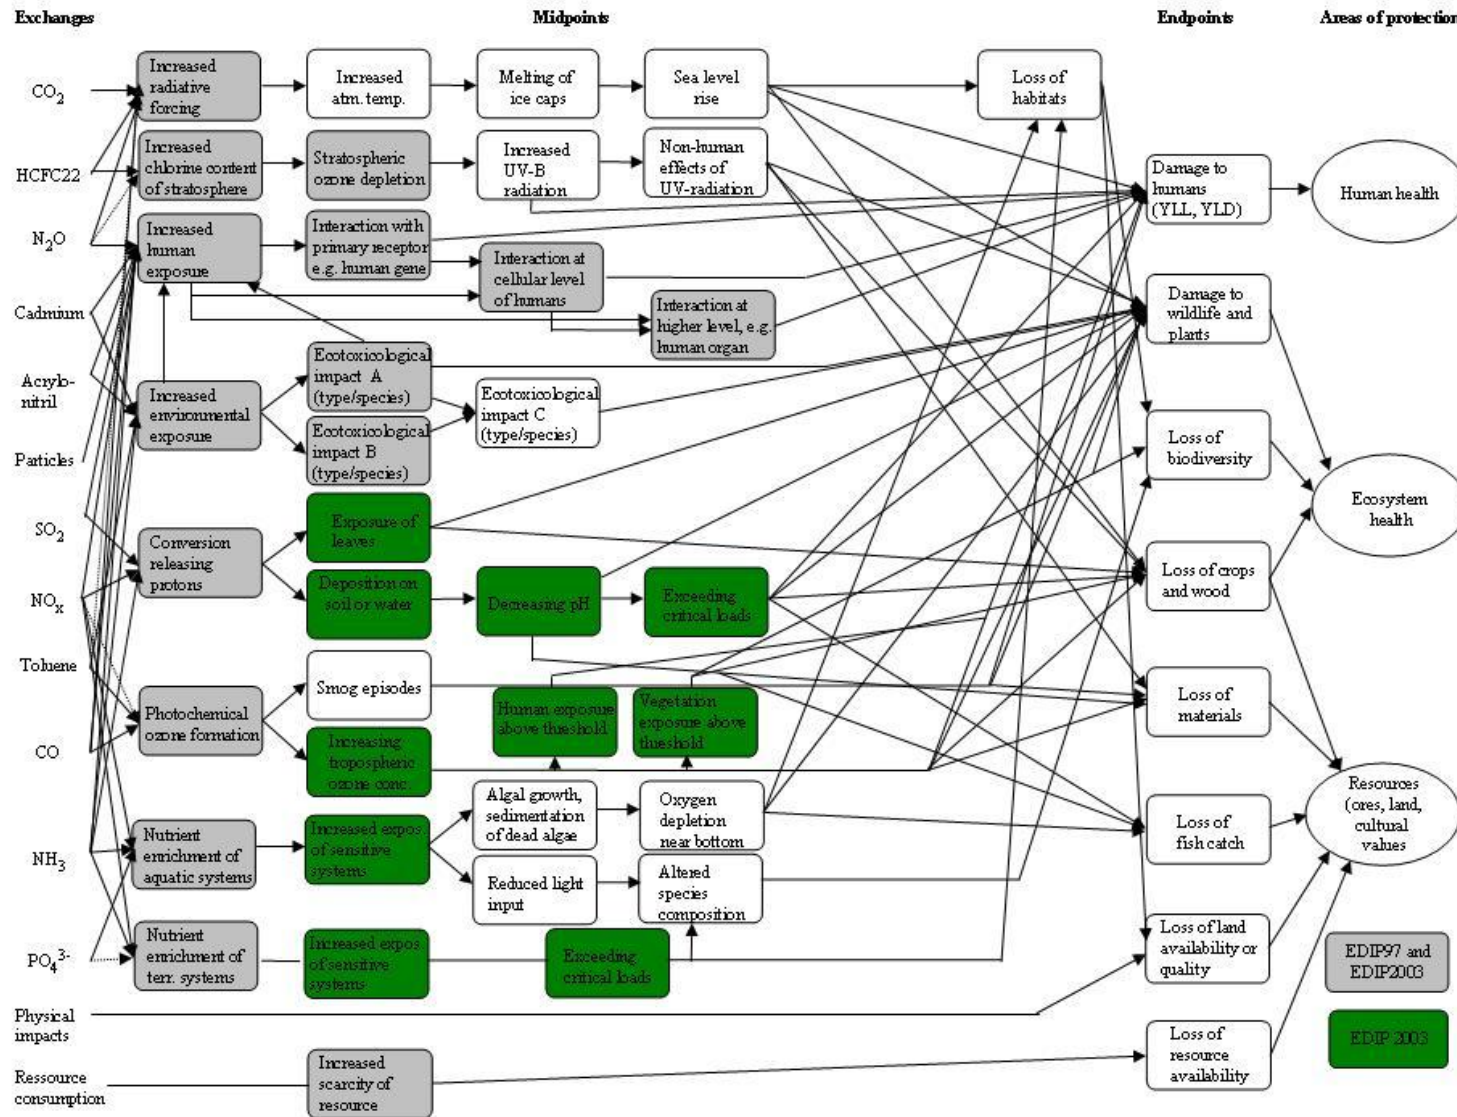 Exchanges
Midpoints
Endpoints
Areas of protection
CO2
Increased
radiative
forcing
Increased
atm. temp.
Melting of
ice caps
Sea level
rise
Loss of
habitats
HCFC22
Increased
chlorine content
of stratosphere
Stratospheric
ozone depletion
Increased
UV-B
radiation
Non-human
effects of
UV-radiation
Damage to
humans
(YLL, YLD)
Human health
N2O
Increased
human
exposure
Interaction with
primary receptor
e.g. human gene
Interaction at
cellular level
of humans
Interaction at
higher level, e.g.
human organ
Cadmium
Damage to
wildlife and
plants
Acrylo-
nitril
Increased
environmental
exposure
Ecotoxicological
impact A
(type/species)
Ecotoxicological
impact B
(type/species)
Ecotoxicological
impact C
(type/species)
Particles
Loss of
biodiversity
Ecosystem
health
SO2
Conversion
releasing
protons
Exposure of
leaves
Deposition on
soil or water
Decreasing pH
Exceeding
critical loads
Loss of crops
and wood
NOx
Toluene
Photochemical
ozone formation
Smog episodes
Human exposure
above threshold
Vegetation
exposure above
threshold
Increasing
tropospheric
ozone conc.
Loss of
materials
CO
Resources
(ores, land,
cultural
values
NH3
Nutrient
enrichment of
aquatic systems
Increased expos
of sensitive
systems
Algal growth,
sedimentation
of dead algae
Oxygen
depletion
near bottom
Reduced light
input
Altered
species
composition
Loss of
fish catch
PO4 3-
Nutrient
enrichment of
terr. systems
Increased expos
of sensitive
systems
Exceeding
critical loads
Loss of land
availability or
quality
EDIP97 and
EDIP2003
Physical
impacts
EDIP 2003
Ressource
consumption
Increased
scarcity of
resource
Loss of
resource
availability